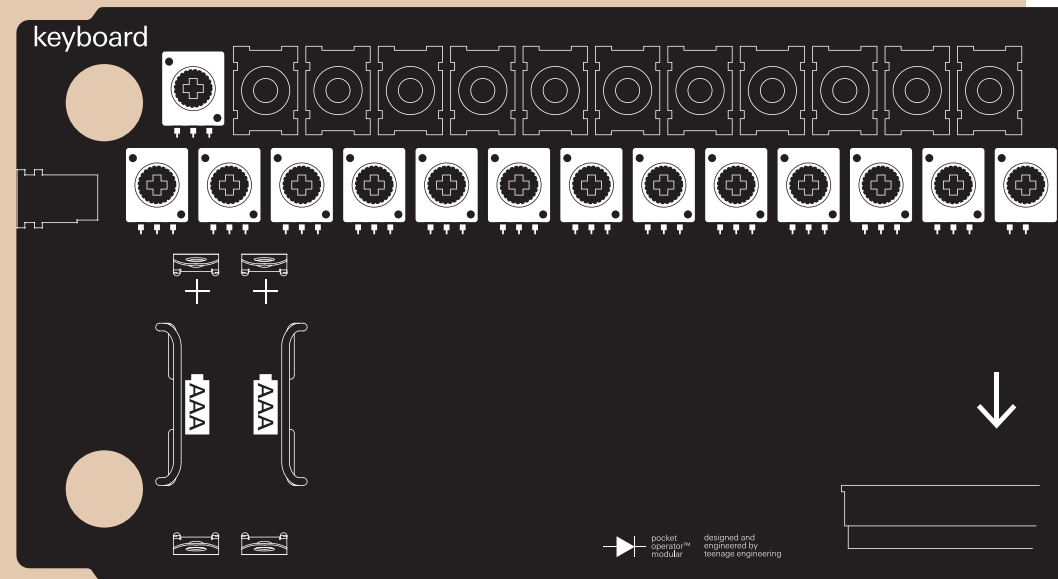 keyboard
AAA
AAA
pocket
operator™
modular
designed and
engineered by
teenage engineering